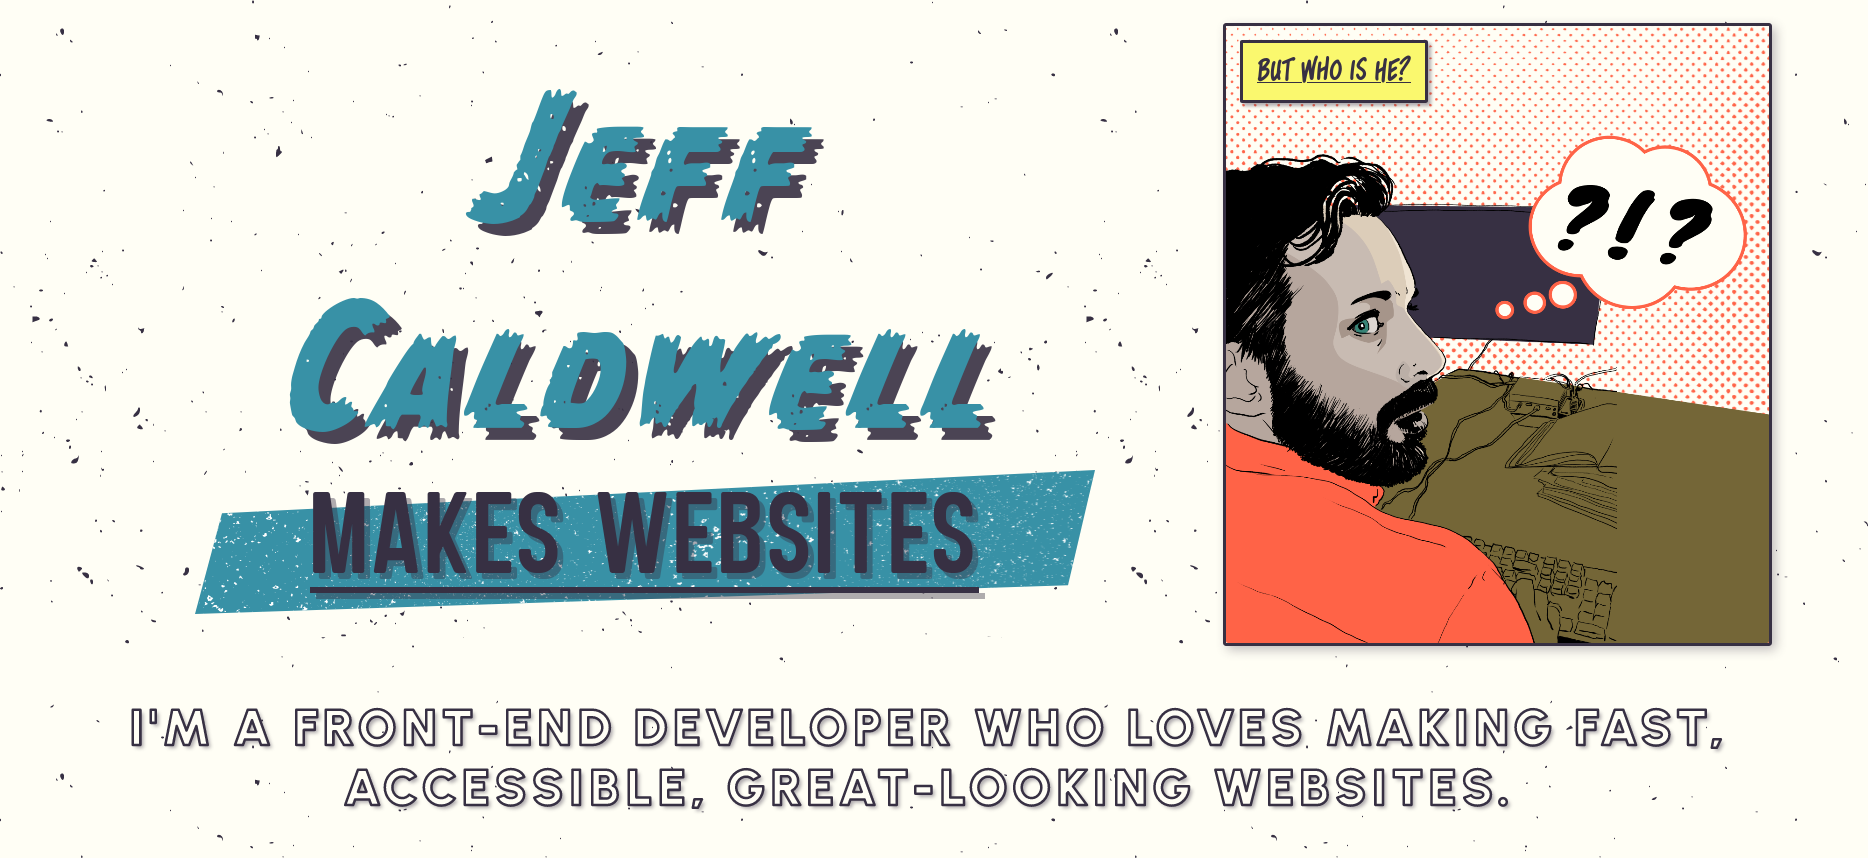 Jeff
Caldwell
MAKES WEBSITES
BUT WHO IS HE?
?!?
I'M A FRONT-END DEVELOPER WHO LOVES MAKING FAST,
ACCESSIBLE, GREAT-LOOKING WEBSITES.